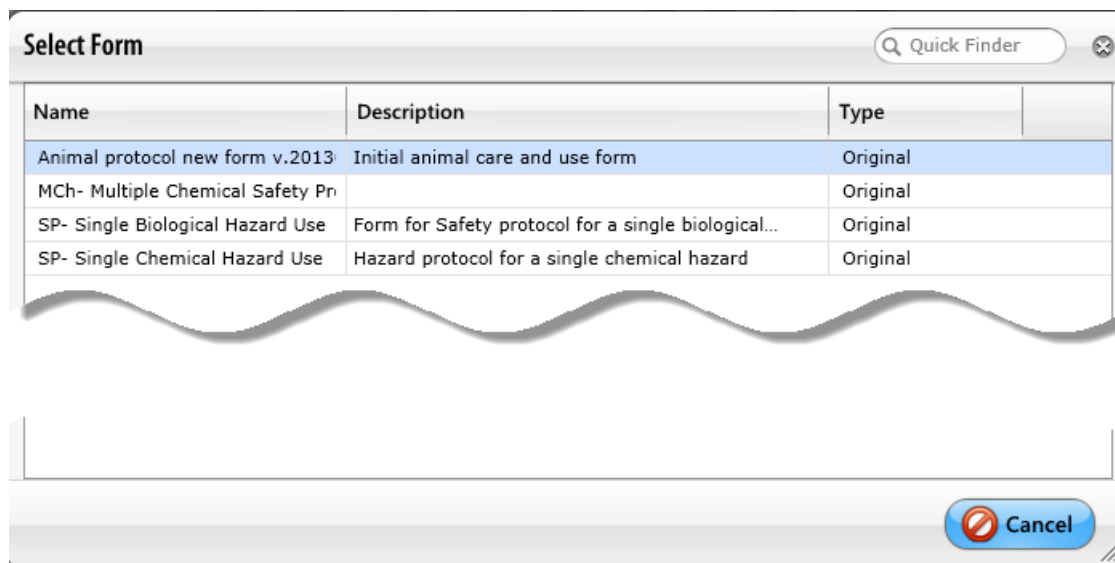 Select Form
Quick Finder
Name Description Type
Animal protocol new form v.2013 Initial animal care and use form Original
MCh- Multiple Chemical Safety Pr Original
SP- Single Biological Hazard Use Form for Safety protocol for a single biological... Original
SP- Single Chemical Hazard Use Hazard protocol for a single chemical hazard Original
Cancel